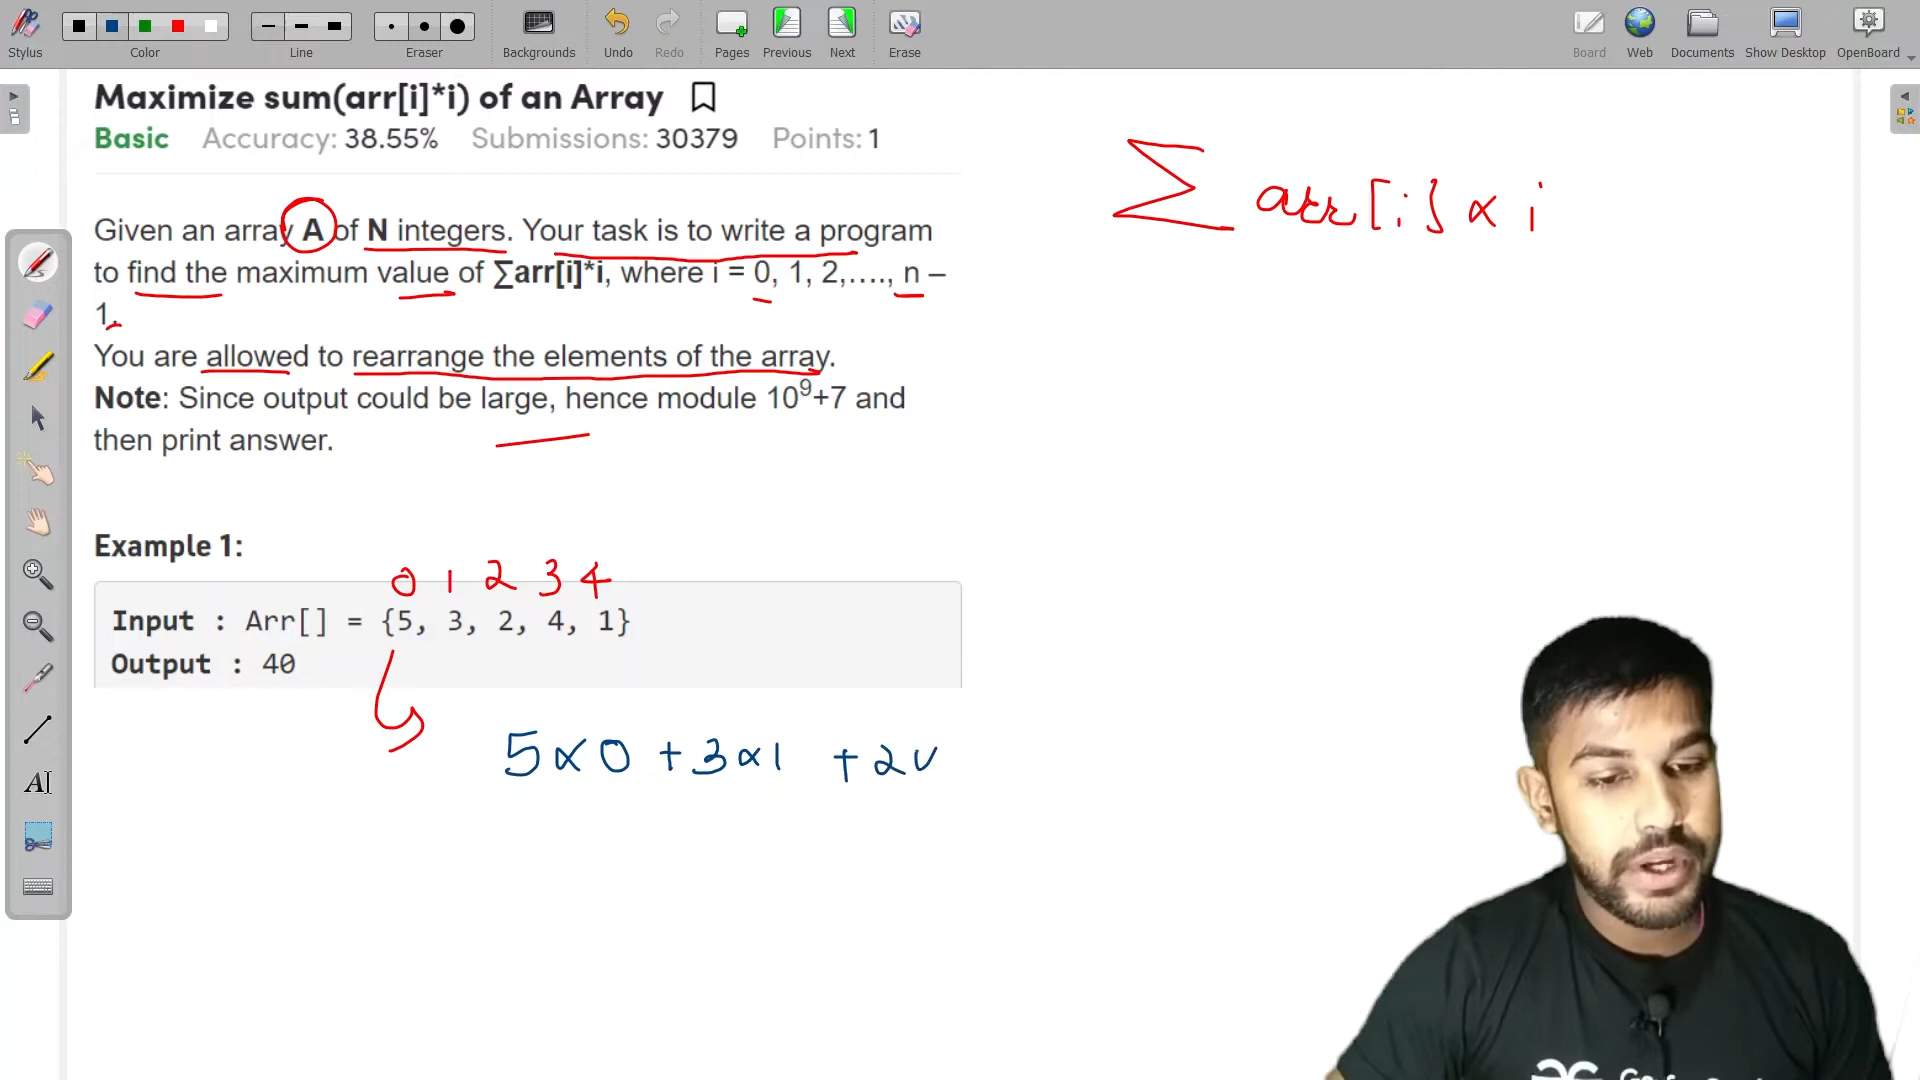 Stylus Color Line Eraser Backgrounds Undo Redo Pages Previous Next Erase Board Web Documents Show Desktop OpenBoard
Maximize sum(arr[i]*i) of an Array
Basic Accuracy: 38.55% Submissions: 30379 Points: 1
Given an array A of N integers. Your task is to write a program
to find the maximum value of ∑arr[i]*i, where i = 0, 1, 2,…., n –
1.
You are allowed to rearrange the elements of the array.
Note: Since output could be large, hence module 10⁹+7 and
then print answer.
Example 1:
0 1 2 3 4
Input : Arr[] = {5, 3, 2, 4, 1}
Output : 40
5 × 0 + 3 × 1 + 2
∑ arr[i] × i